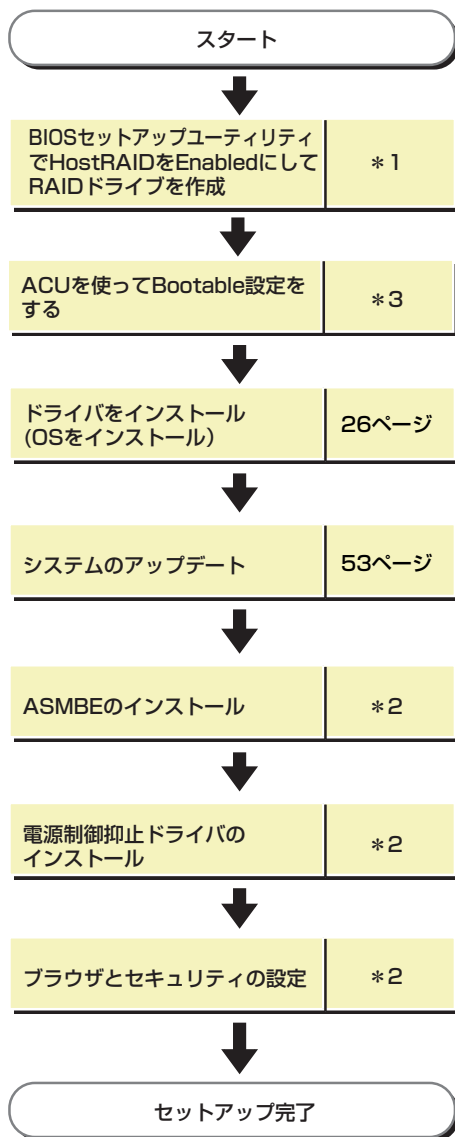 スタート
BIOSセットアップユーティリティ
でHostRAIDをEnabledにして
RAIDドライブを作成
＊1
ACUを使ってBootable設定を
する
＊3
ドライバをインストール
(OSをインストール）
26ページ
システムのアップデート
53ページ
ASMBEのインストール
＊2
電源制御抑止ドライバの
インストール
＊2
ブラウザとセキュリティの設定
＊2
セットアップ完了